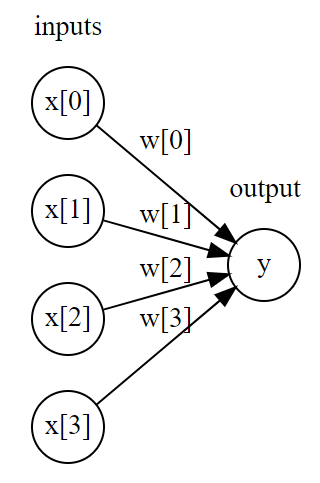 inputs
x[0]
w[0]
output
x[1]
w[1]
y
w[2]
x[2]
w[3]
x[3]